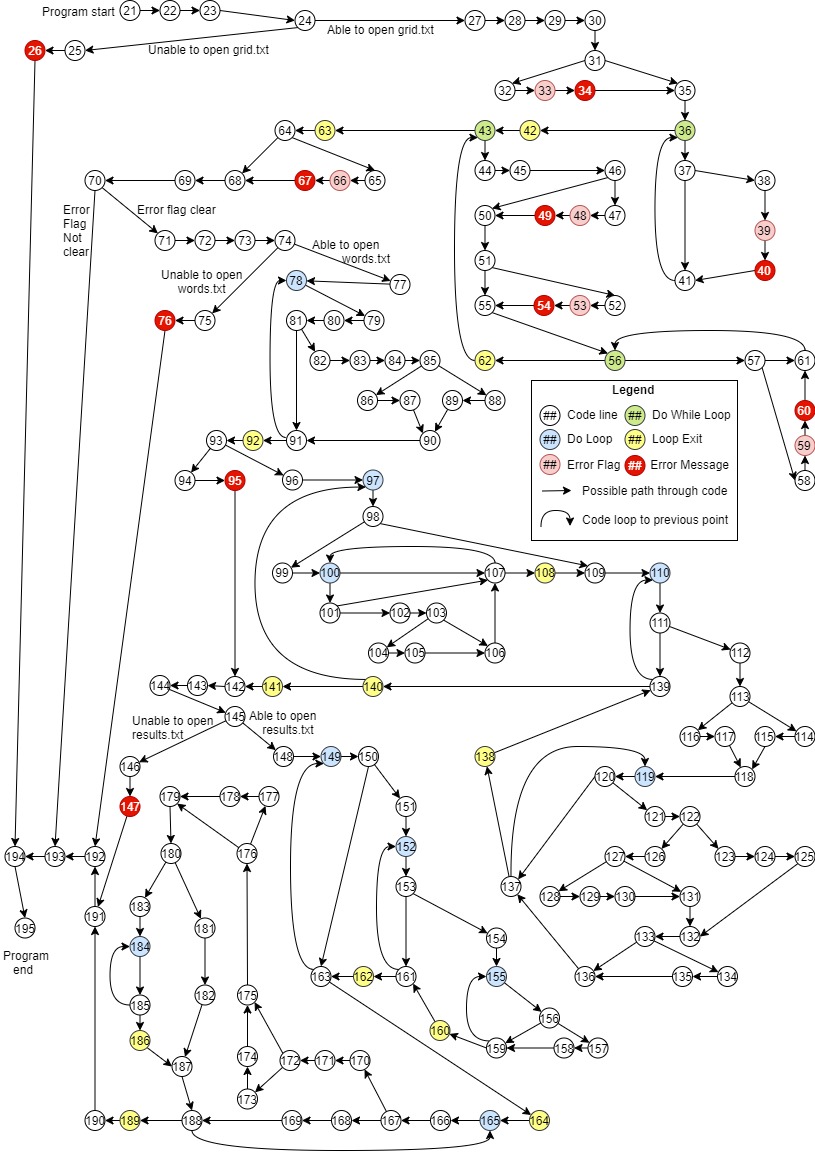 Program start 21 22 23 24 27 28 29 30
Able to open grid.txt
26 25 Unable to open grid.txt
31
32 33 34 35
64 63 43 42 36
70 69 68 67 66 65 44 45 46 37 38
Error
Flag
Not
clear
Error flag clear
50 49 48 47 39
71 72 73 74
Able to open
words.txt
51 40
Unable to open
words.txt
78 77 41
76 75 81 80 79 55 54 53 52
82 83 84 85 62 56 57 61
86 87 89 88
93 92 91 90
94 95 96 97
60
59
58
Legend
## Code line ## Do While Loop
## Do Loop ## Loop Exit
## Error Flag ## Error Message
Possible path through code
Code loop to previous point
98
99 100 107 108 109 110
101 102 103 111
104 105 106 112
144 143 142 141 140 139 113
145
Unable to open
results.txt
Able to open
results.txt
116 117 115 114
146 148 149 150 138 120 119 118
147 179 178 177 151 121 122
194 193 192 180 176 152 127 126 123 124 125
183 153 137 128 129 130 131
195 191 181 154 133 132
Program
end
184 163 162 161 155 136 135 134
185 182 175 156
186 160
187 174 172 171 170 159 158 157
173
190 189 188 169 168 167 166 165 164